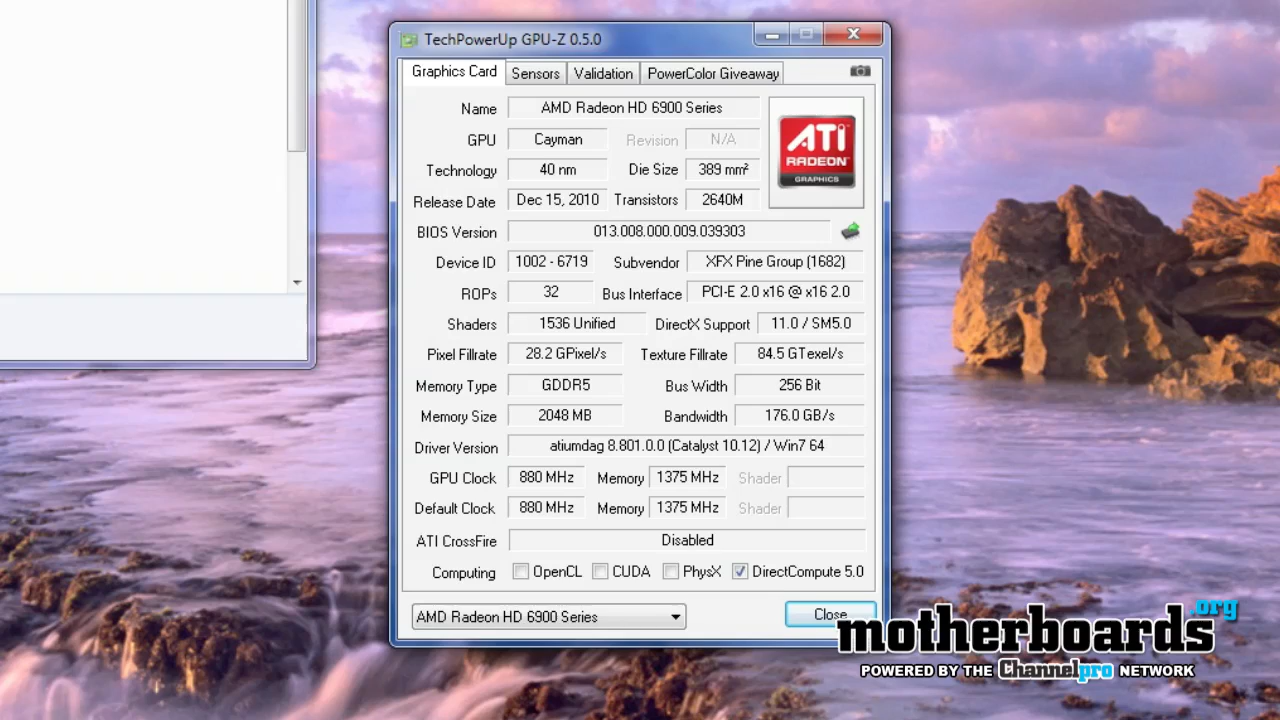 TechPowerUp GPU-Z 0.5.0
Graphics Card Sensors Validation PowerColor Giveaway
Name AMD Radeon HD 6900 Series
ATI
RADEON
GRAPHICS
GPU Cayman Revision N/A
Technology 40 nm Die Size 389 mm²
Release Date Dec 15, 2010 Transistors 2640M
BIOS Version 013.008.000.009.039303
Device ID 1002 - 6719 Subvendor XFX Pine Group (1682)
ROPs 32 Bus Interface PCI-E 2.0 x16 @ x16 2.0
Shaders 1536 Unified DirectX Support 11.0 / SM5.0
Pixel Fillrate 28.2 GPixel/s Texture Fillrate 84.5 GTexel/s
Memory Type GDDR5 Bus Width 256 Bit
Memory Size 2048 MB Bandwidth 176.0 GB/s
Driver Version atiumdag 8.801.0.0 (Catalyst 10.12) / Win7 64
GPU Clock 880 MHz Memory 1375 MHz Shader
Default Clock 880 MHz Memory 1375 MHz Shader
ATI CrossFire Disabled
Computing OpenCL CUDA PhysX DirectCompute 5.0
AMD Radeon HD 6900 Series Close
motherboards.org
POWERED BY THE Channelpro NETWORK